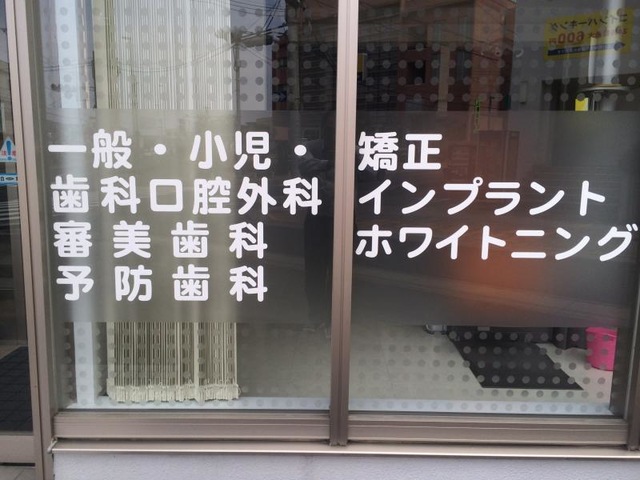 一般・小児・ 矯正
歯科口腔外科 インプラント
審美歯科 ホワイトニング
予防歯科